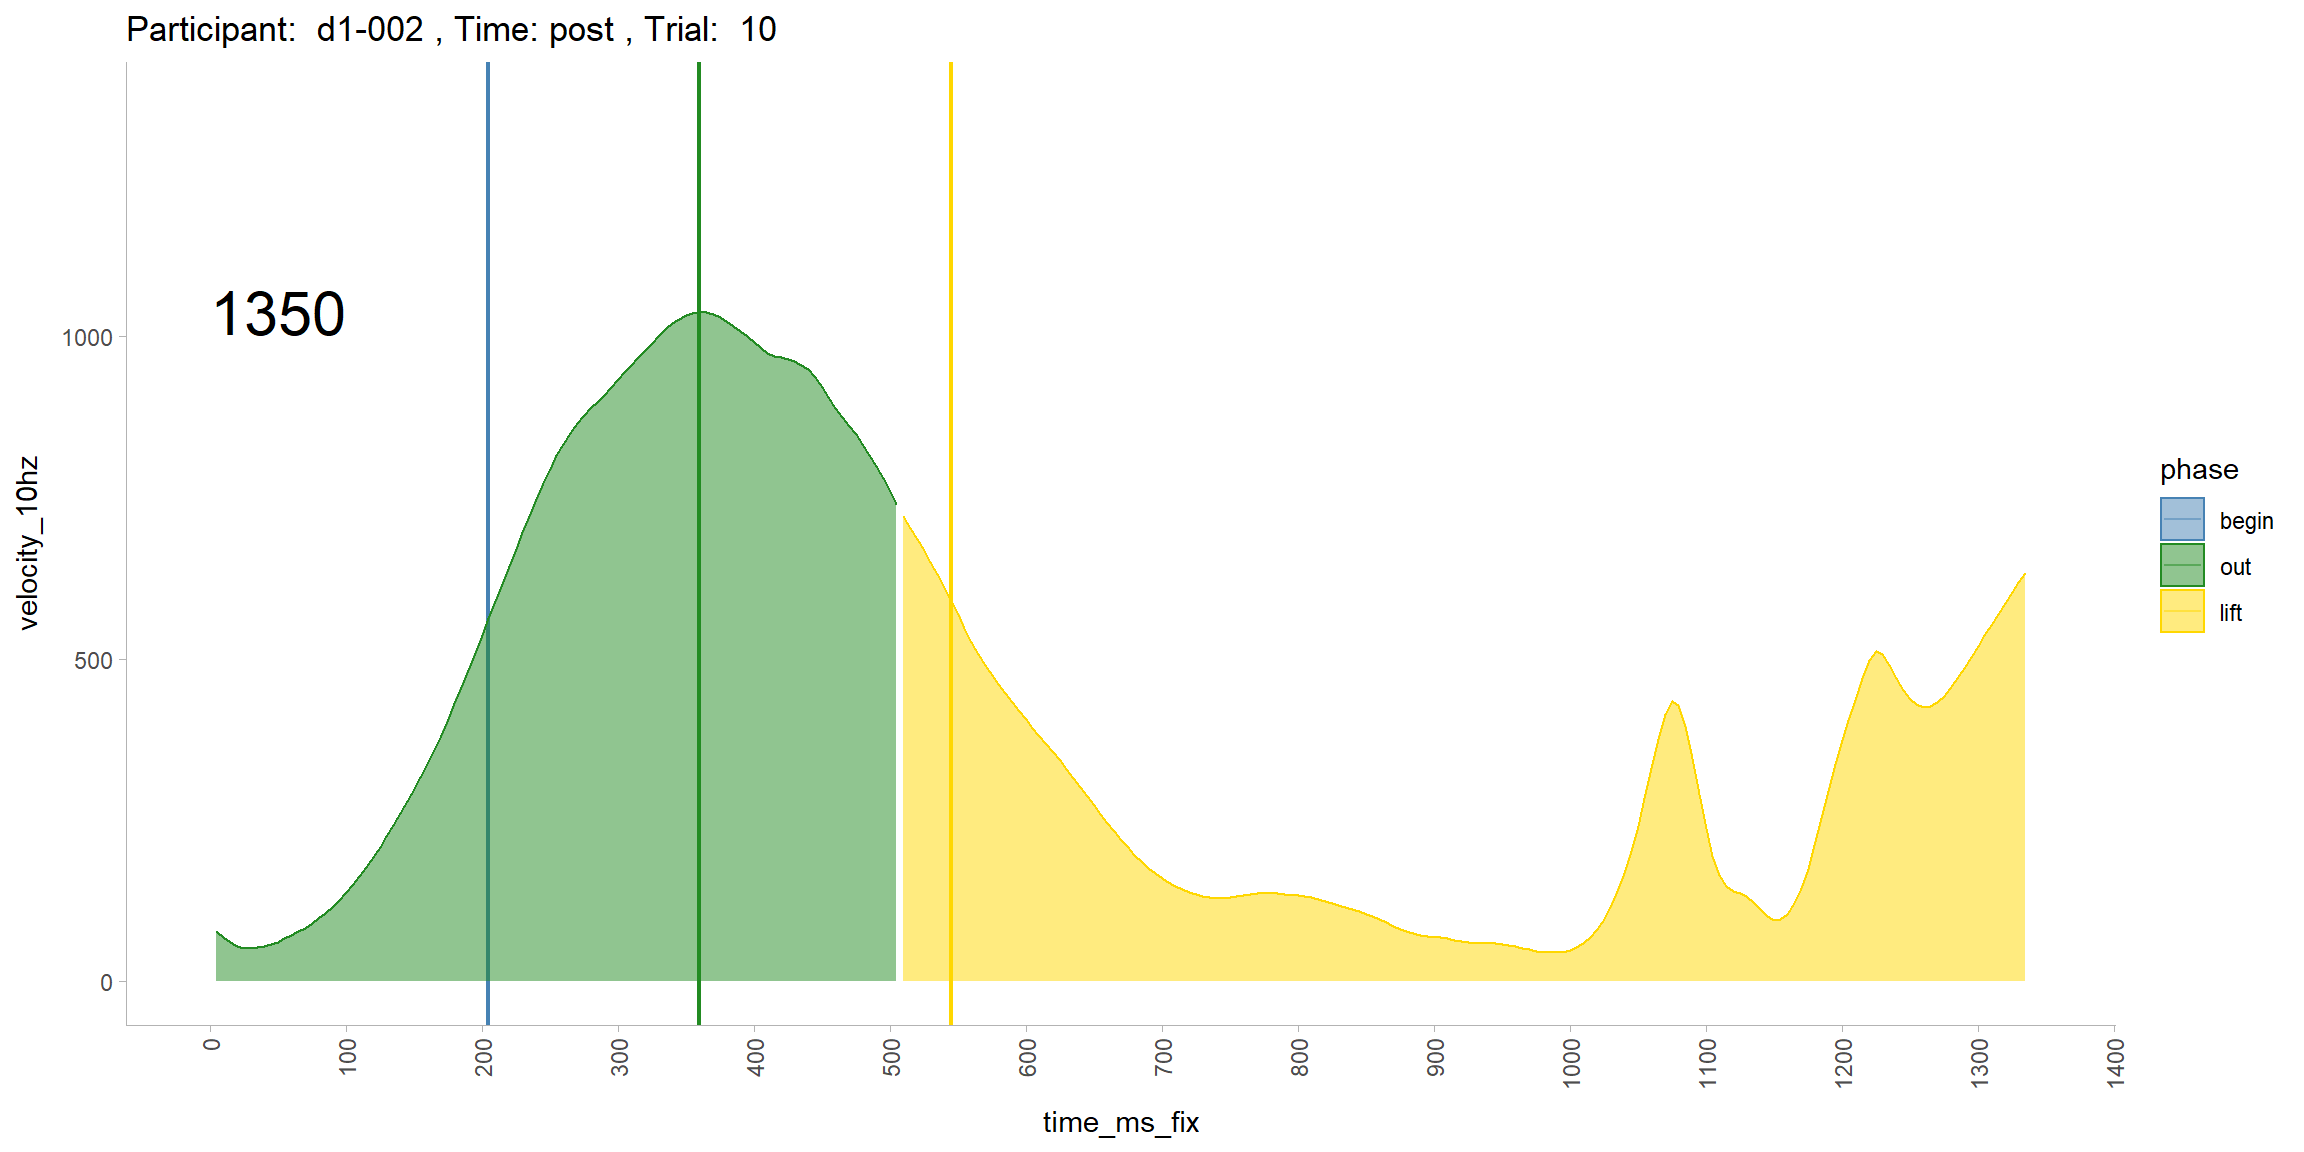 Participant:  d1-002 , Time: post , Trial:  10
1350
velocity_10hz
1000
500
0
0 100 200 300 400 500 600 700 800 900 1000 1100 1200 1300 1400
time_ms_fix
phase
begin
out
lift